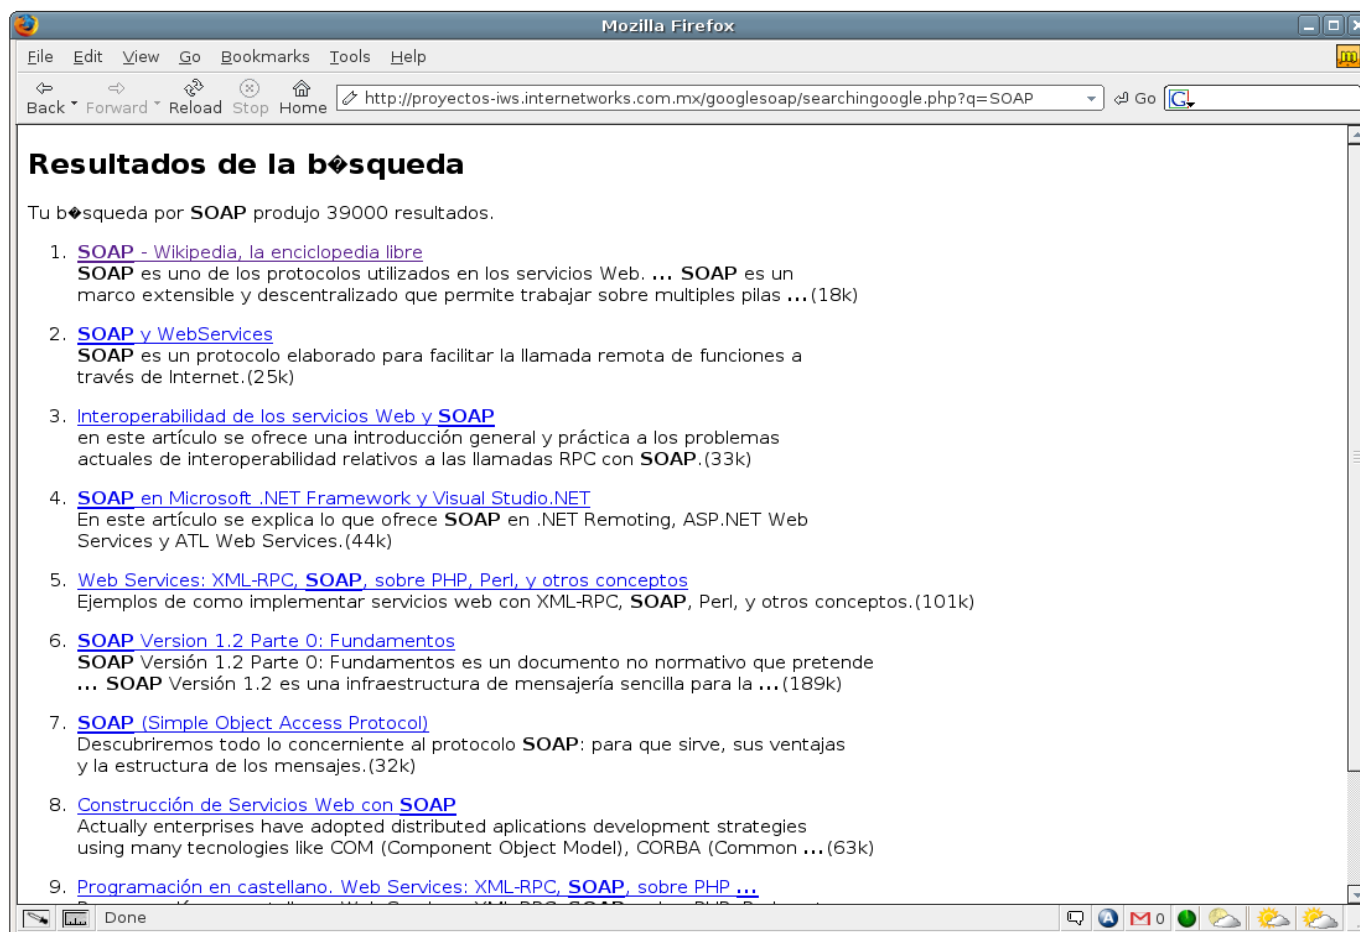 Mozilla Firefox
File Edit View Go Bookmarks Tools Help
Back Forward Reload Stop Home http://proyectos-iws.internetworks.com.mx/googlesoap/searchingoogle.php?q=SOAP Go G
Resultados de la b�squeda
Tu b�squeda por SOAP produjo 39000 resultados.
1. SOAP - Wikipedia, la enciclopedia libre
SOAP es uno de los protocolos utilizados en los servicios Web. ... SOAP es un
marco extensible y descentralizado que permite trabajar sobre multiples pilas ...(18k)
2. SOAP y WebServices
SOAP es un protocolo elaborado para facilitar la llamada remota de funciones a
través de Internet.(25k)
3. Interoperabilidad de los servicios Web y SOAP
en este artículo se ofrece una introducción general y práctica a los problemas
actuales de interoperabilidad relativos a las llamadas RPC con SOAP.(33k)
4. SOAP en Microsoft .NET Framework y Visual Studio.NET
En este artículo se explica lo que ofrece SOAP en .NET Remoting, ASP.NET Web
Services y ATL Web Services.(44k)
5. Web Services: XML-RPC, SOAP, sobre PHP, Perl, y otros conceptos
Ejemplos de como implementar servicios web con XML-RPC, SOAP, Perl, y otros conceptos.(101k)
6. SOAP Version 1.2 Parte 0: Fundamentos
SOAP Versión 1.2 Parte 0: Fundamentos es un documento no normativo que pretende
... SOAP Versión 1.2 es una infraestructura de mensajería sencilla para la ...(189k)
7. SOAP (Simple Object Access Protocol)
Descubriremos todo lo concerniente al protocolo SOAP: para que sirve, sus ventajas
y la estructura de los mensajes.(32k)
8. Construcción de Servicios Web con SOAP
Actually enterprises have adopted distributed aplications development strategies
using many tecnologies like COM (Component Object Model), CORBA (Common ...(63k)
9. Programación en castellano. Web Services: XML-RPC, SOAP, sobre PHP ...
Done 0